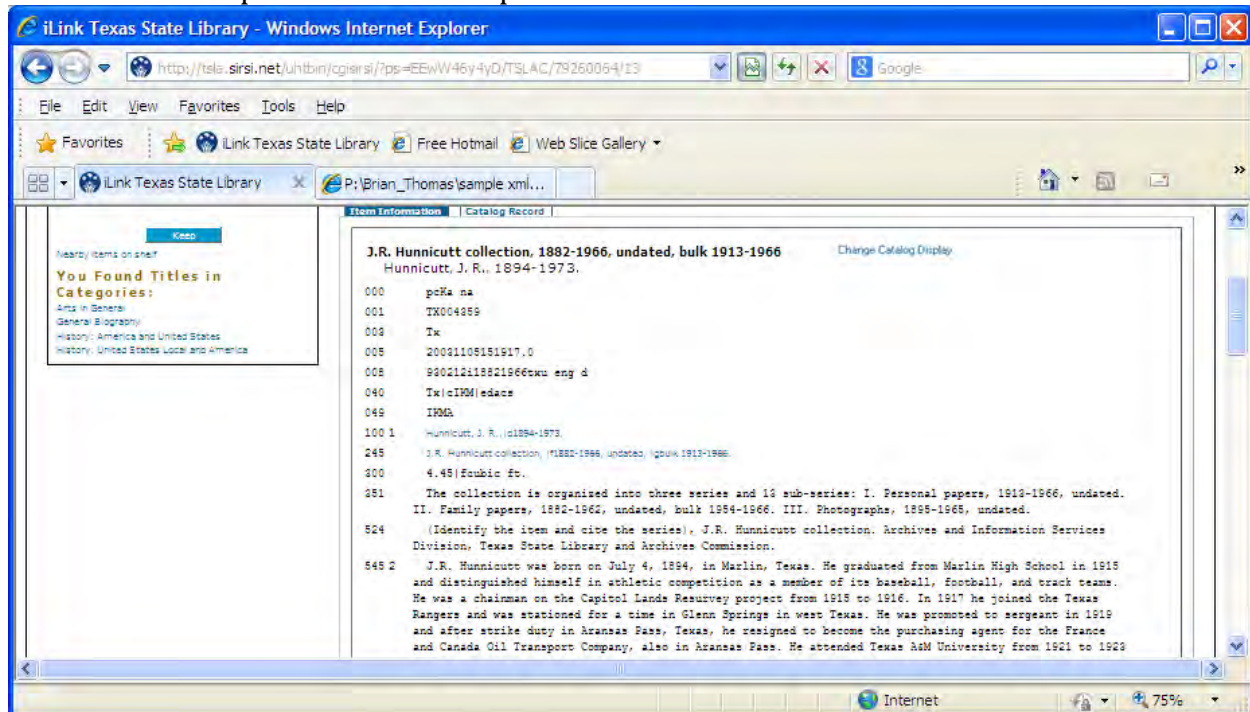 iLink Texas State Library - Windows Internet Explorer
http://tsla.sirsi.net/uhtbin/cgisirsi/?ps=EEwW46y4yD/TSLAC/79260064/13
Google
File Edit View Favorites Tools Help
Favorites iLink Texas State Library Free Hotmail Web Slice Gallery
iLink Texas State Library P:\Brian_Thomas\sample xml...
Item Information Catalog Record
Keep
Nearby items on shelf
You Found Titles in
Categories:
Arts in General
General Biography
History: America and United States
History: United States Local and America
J.R. Hunnicutt collection, 1882-1966, undated, bulk 1913-1966 Change Catalog Display
Hunnicutt, J. R., 1894-1973.
000 pcKa na
001 TX004359
003 Tx
005 20031105151917.0
008 930212i18821966txu eng d
040 Tx|cIHM|edacs
049 IHMA
100 1 Hunnicutt, J. R.,|d1894-1973.
245 J.R. Hunnicutt collection, |f1882-1966, undated, |gbulk 1913-1966.
300 4.45|fcubic ft.
351 The collection is organized into three series and 13 sub-series: I. Personal papers, 1913-1966, undated.
II. Family papers, 1882-1962, undated, bulk 1954-1966. III. Photographs, 1895-1965, undated.
524 (Identify the item and cite the series), J.R. Hunnicutt collection. Archives and Information Services
Division, Texas State Library and Archives Commission.
545 2 J.R. Hunnicutt was born on July 4, 1894, in Marlin, Texas. He graduated from Marlin High School in 1915
and distinguished himself in athletic competition as a member of its baseball, football, and track teams.
He was a chainman on the Capitol Lands Resurvey project from 1915 to 1916. In 1917 he joined the Texas
Rangers and was stationed for a time in Glenn Springs in west Texas. He was promoted to sergeant in 1919
and after strike duty in Aransas Pass, Texas, he resigned to become the purchasing agent for the France
and Canada Oil Transport Company, also in Aransas Pass. He attended Texas A&M University from 1921 to 1923
Internet 75%